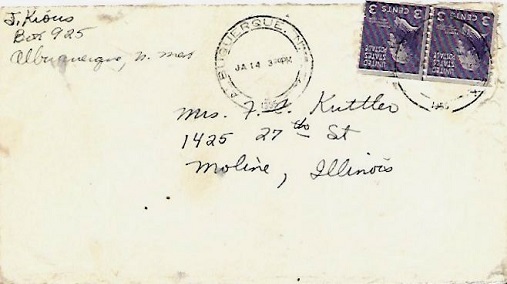 J. Kious
Box 925
Albuquerque, N. Mex
ALBUQUERQUE, N.
JA 14 PM
3 CENTS 3 CENTS
UNITED STATES POSTAGE UNITED STATES POSTAGE
Mrs. F. Kuttler
1425 27th St
Moline, Illinois